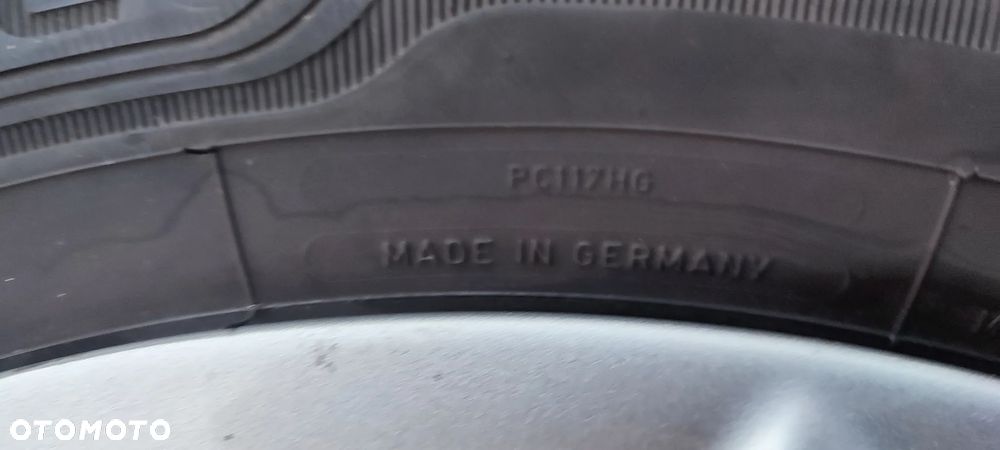 PC117HG
MADE IN GERMANY
OTOMOTO